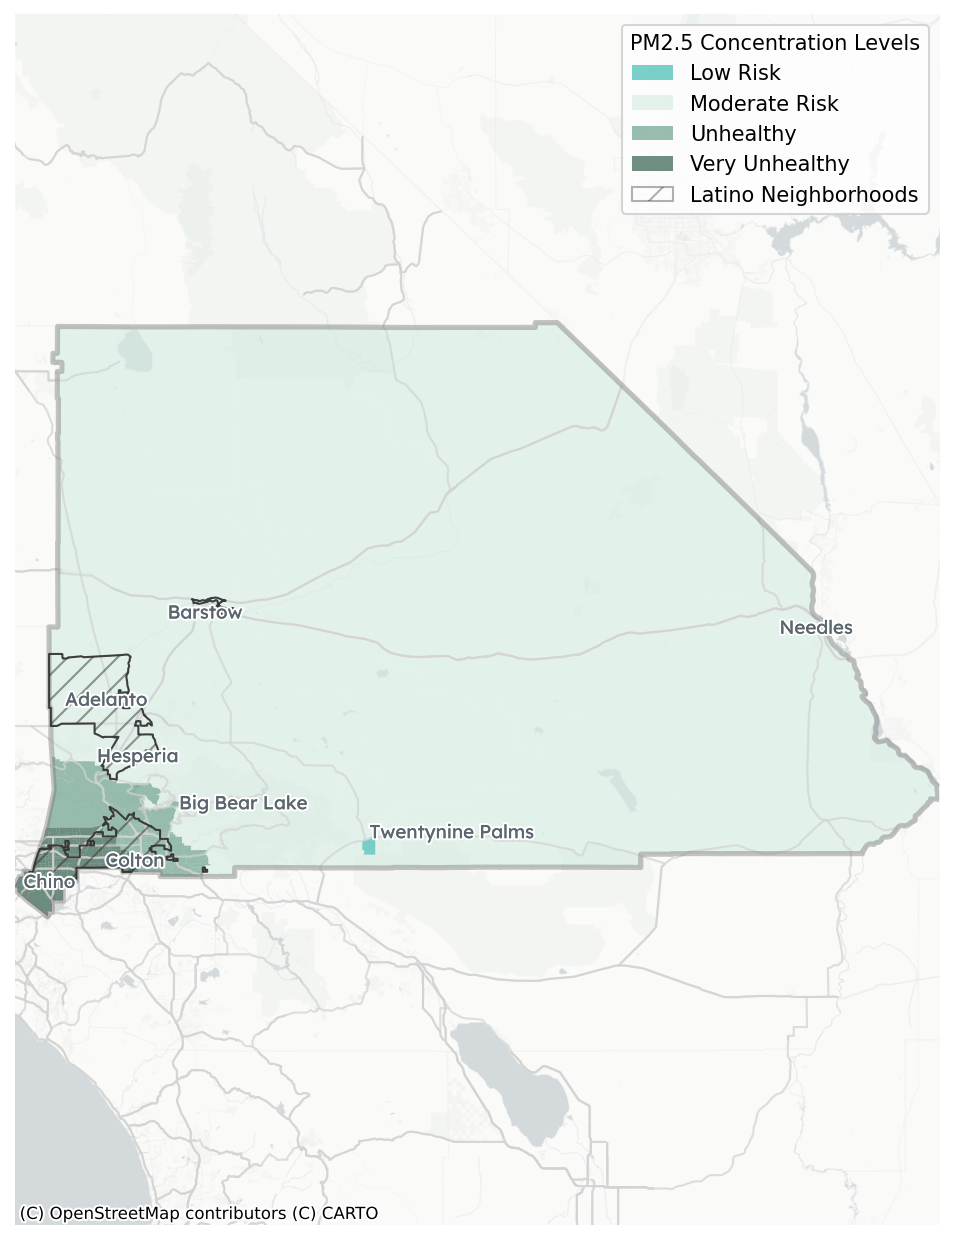 PM2.5 Concentration Levels
Low Risk
Moderate Risk
Unhealthy
Very Unhealthy
Latino Neighborhoods
Barstow
Needles
Adelanto
Hesperia
Big Bear Lake
Twentynine Palms
Colton
Chino
(C) OpenStreetMap contributors (C) CARTO